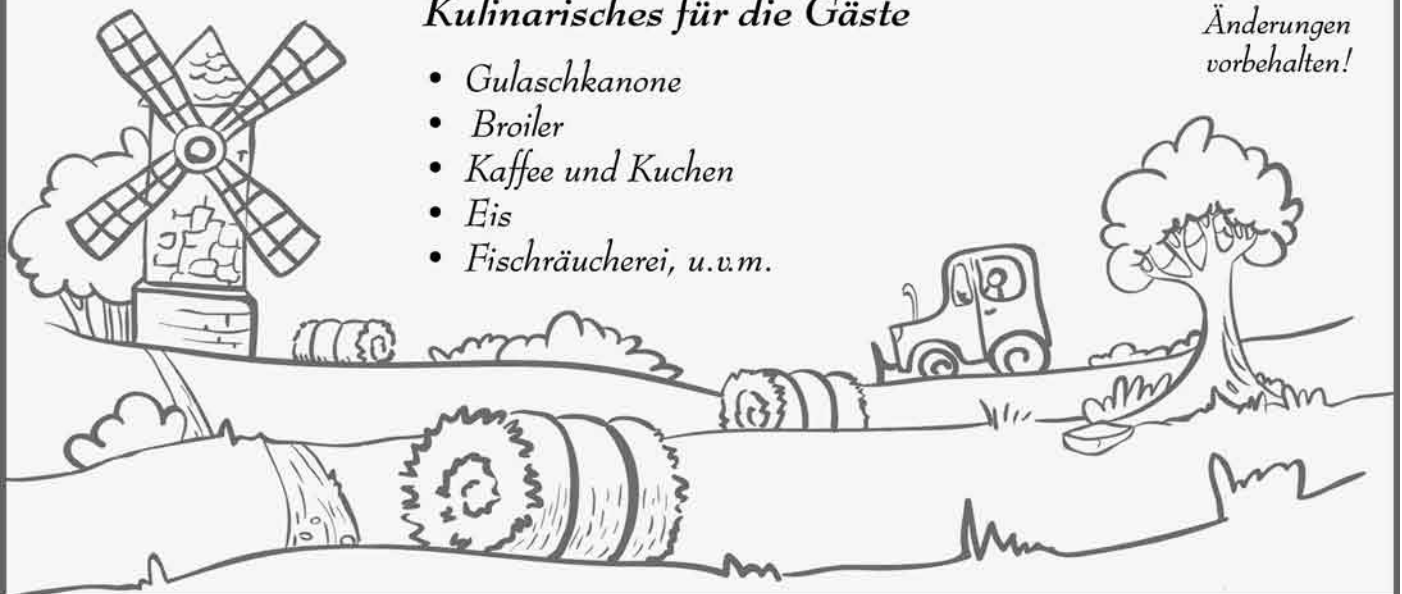 Kulinarisches für die Gäste
• Gulaschkanone
• Broiler
• Kaffee und Kuchen
• Eis
• Fischräucherei, u.v.m.
Änderungen
vorbehalten!